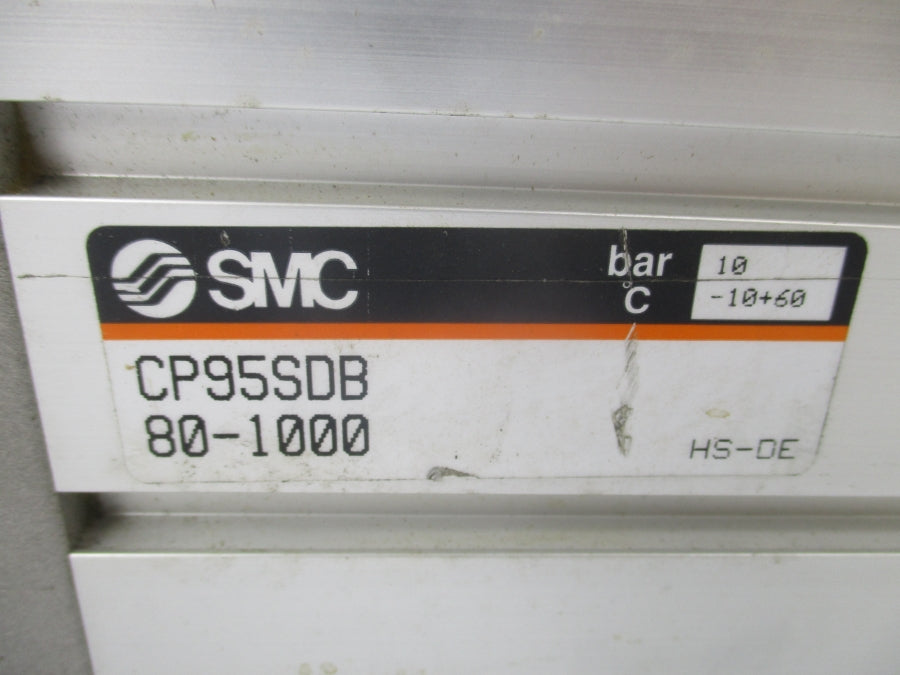 SMC
bar 10
°C -10+60
CP95SDB
80-1000
HS-DE